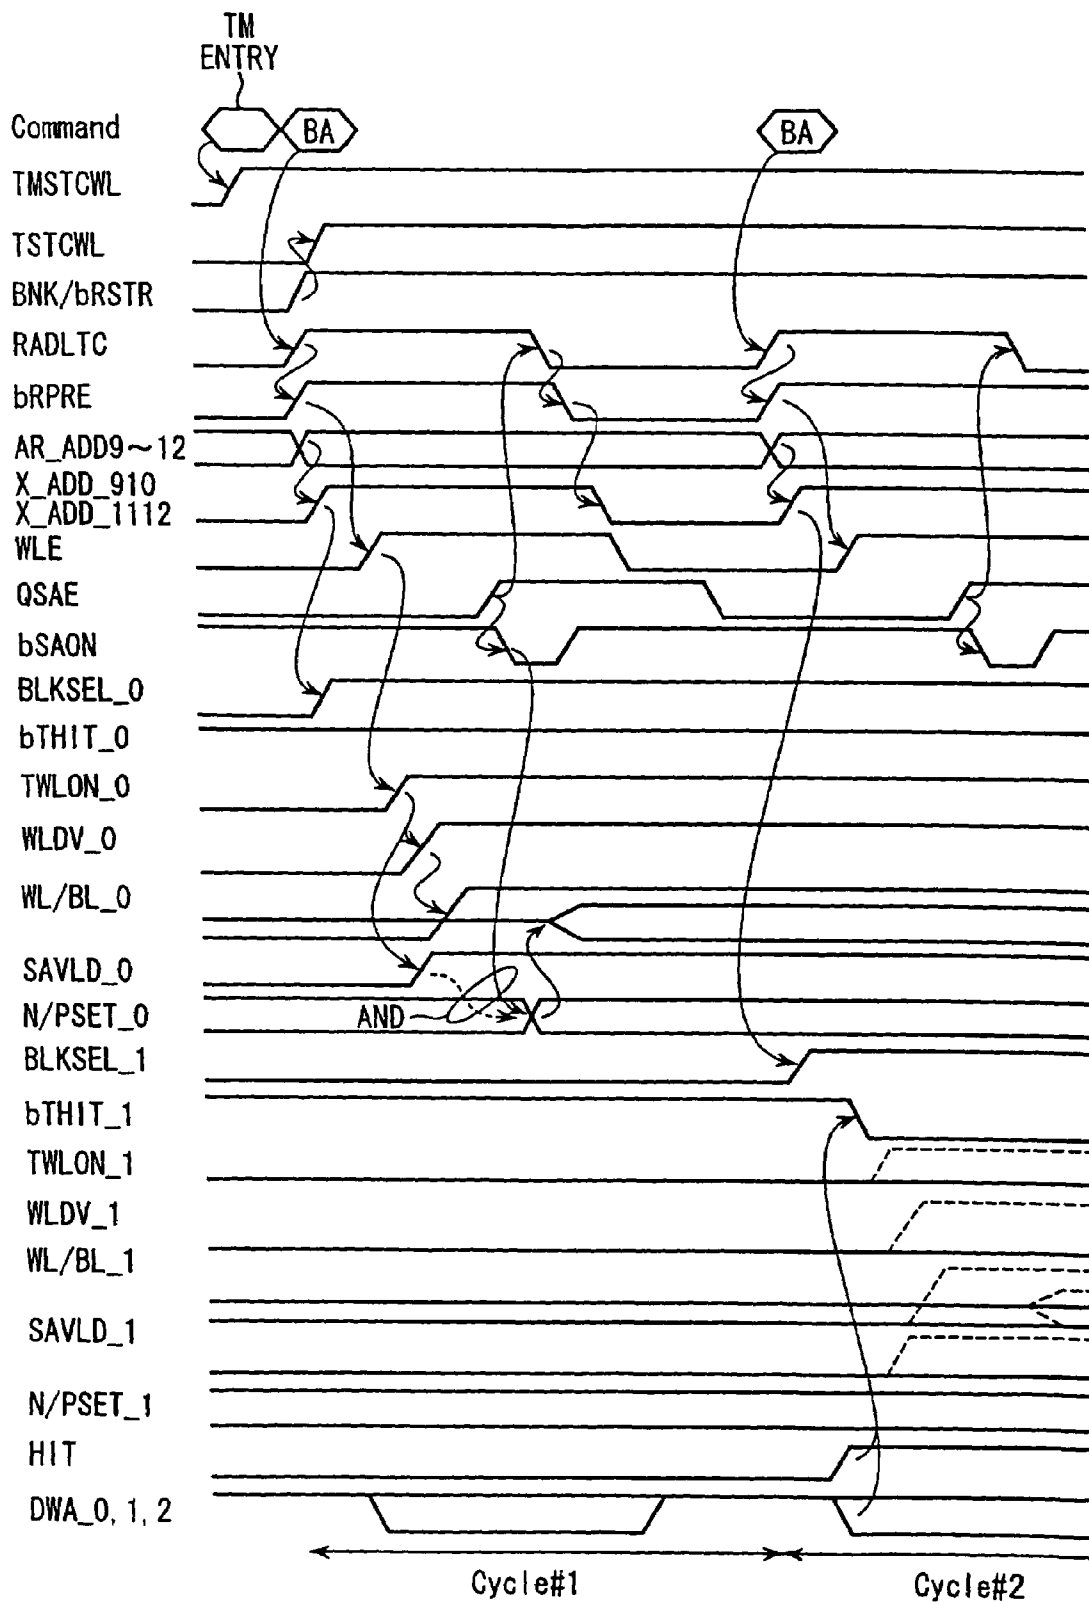 TM
ENTRY
Command
BA
BA
TMSTCWL
TSTCWL
BNK/bRSTR
RADLTC
bRPRE
AR_ADD9~12
X_ADD_910
X_ADD_1112
WLE
QSAE
bSAON
BLKSEL_0
bTHIT_0
TWLON_0
WLDV_0
WL/BL_0
SAVLD_0
N/PSET_0
AND
BLKSEL_1
bTHIT_1
TWLON_1
WLDV_1
WL/BL_1
SAVLD_1
N/PSET_1
HIT
DWA_0, 1, 2
Cycle#1
Cycle#2